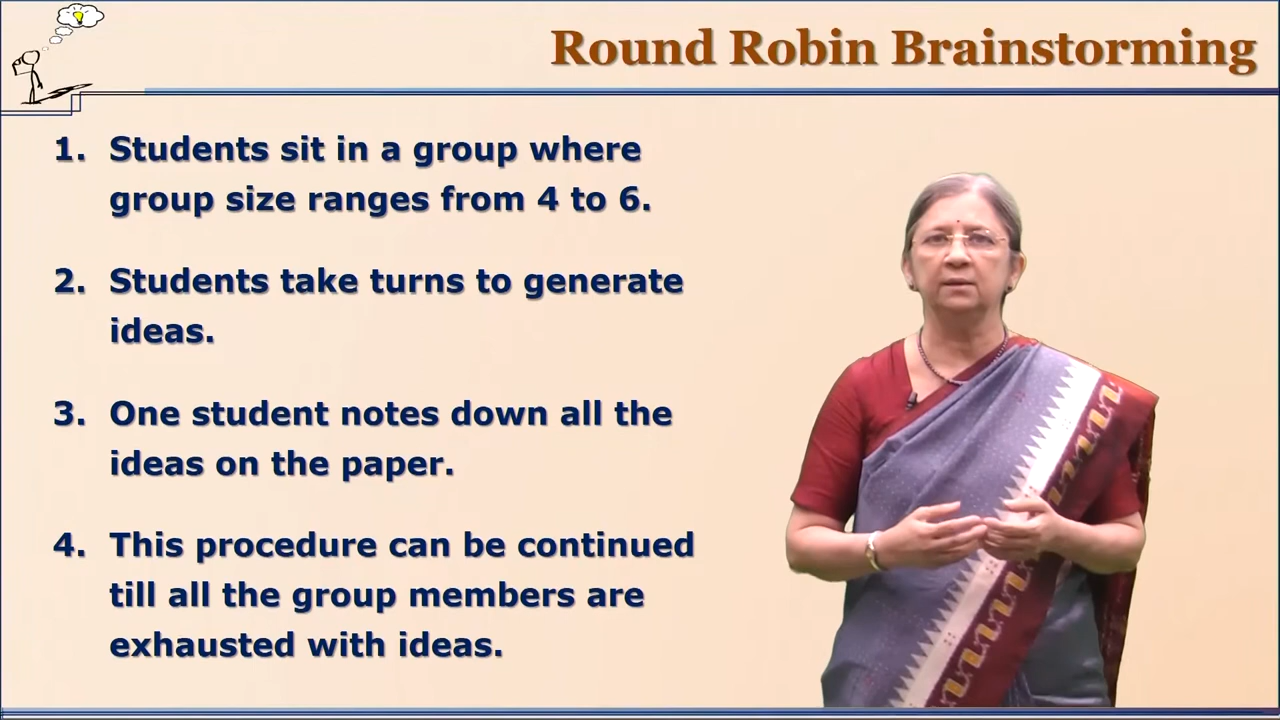 Round Robin Brainstorming
1. Students sit in a group where
group size ranges from 4 to 6.
2. Students take turns to generate
ideas.
3. One student notes down all the
ideas on the paper.
4. This procedure can be continued
till all the group members are
exhausted with ideas.